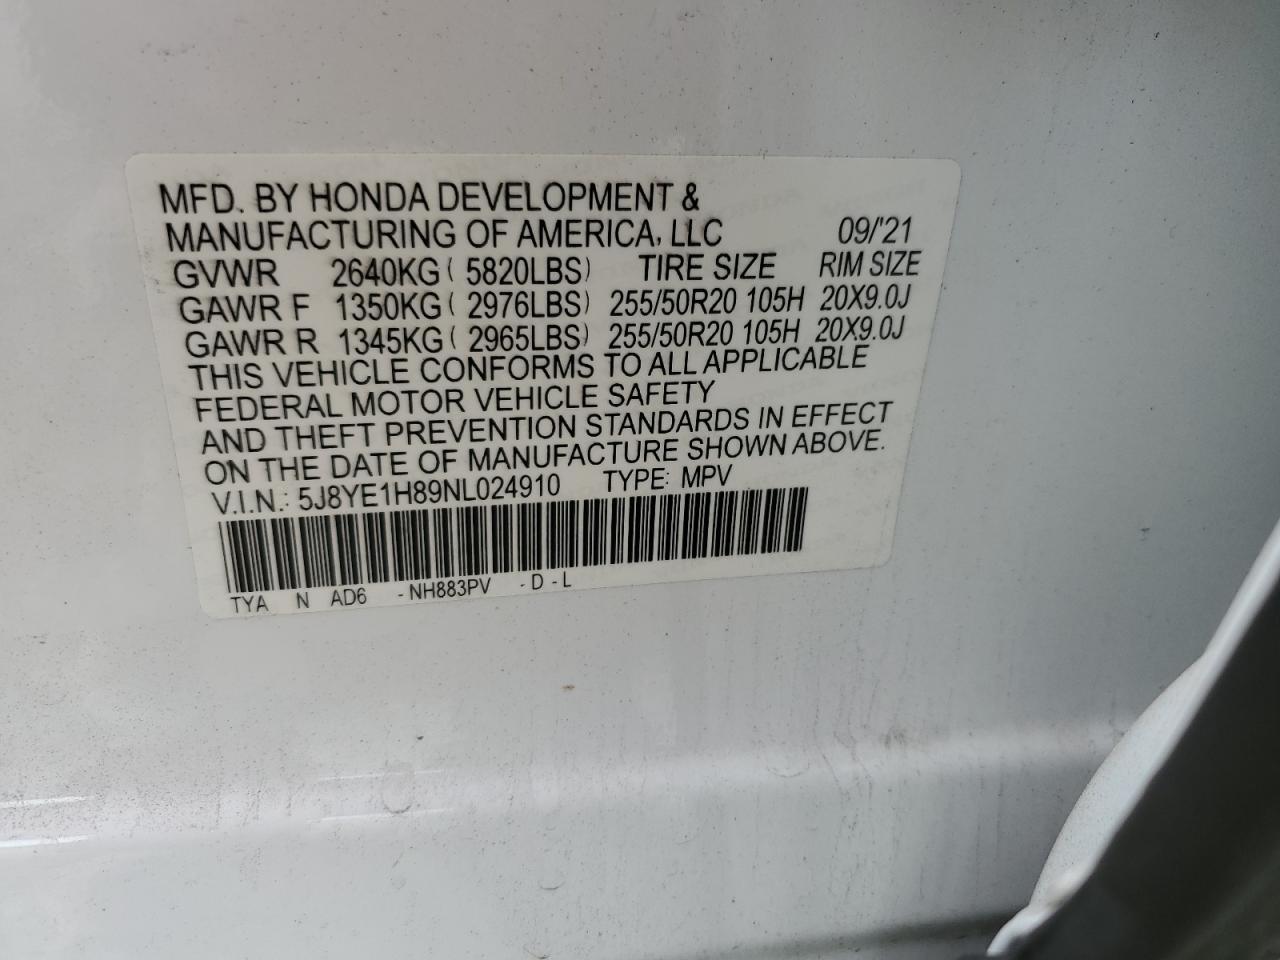 MFD. BY HONDA DEVELOPMENT &
MANUFACTURING OF AMERICA, LLC 09/'21
GVWR 2640KG ( 5820LBS) TIRE SIZE RIM SIZE
GAWR F 1350KG ( 2976LBS) 255/50R20 105H 20X9.0J
GAWR R 1345KG ( 2965LBS) 255/50R20 105H 20X9.0J
THIS VEHICLE CONFORMS TO ALL APPLICABLE
FEDERAL MOTOR VEHICLE SAFETY
AND THEFT PREVENTION STANDARDS IN EFFECT
ON THE DATE OF MANUFACTURE SHOWN ABOVE.
V.I.N.: 5J8YE1H89NL024910 TYPE: MPV
TYA N AD6 -NH883PV -D-L